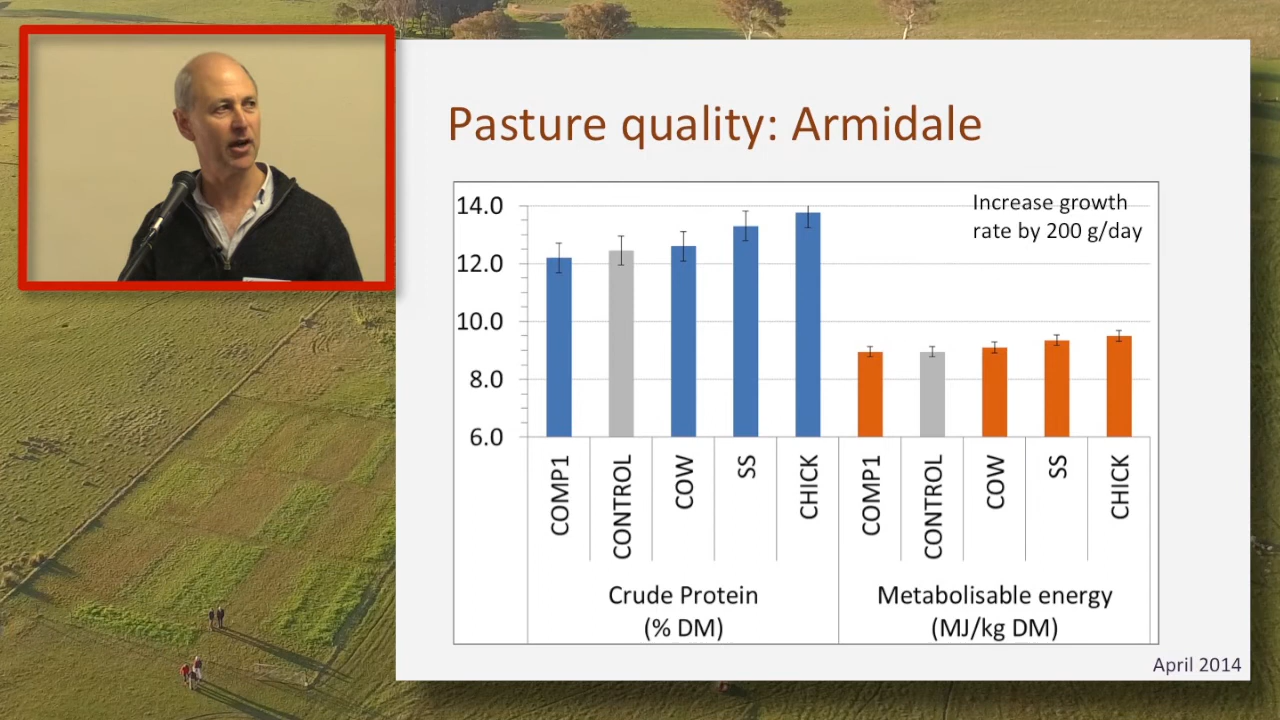 Pasture quality: Armidale
Increase growth
rate by 200 g/day
14.0
12.0
10.0
8.0
6.0
COMP1
CONTROL
COW
SS
CHICK
COMP1
CONTROL
COW
SS
CHICK
Crude Protein
(% DM)
Metabolisable energy
(MJ/kg DM)
April 2014